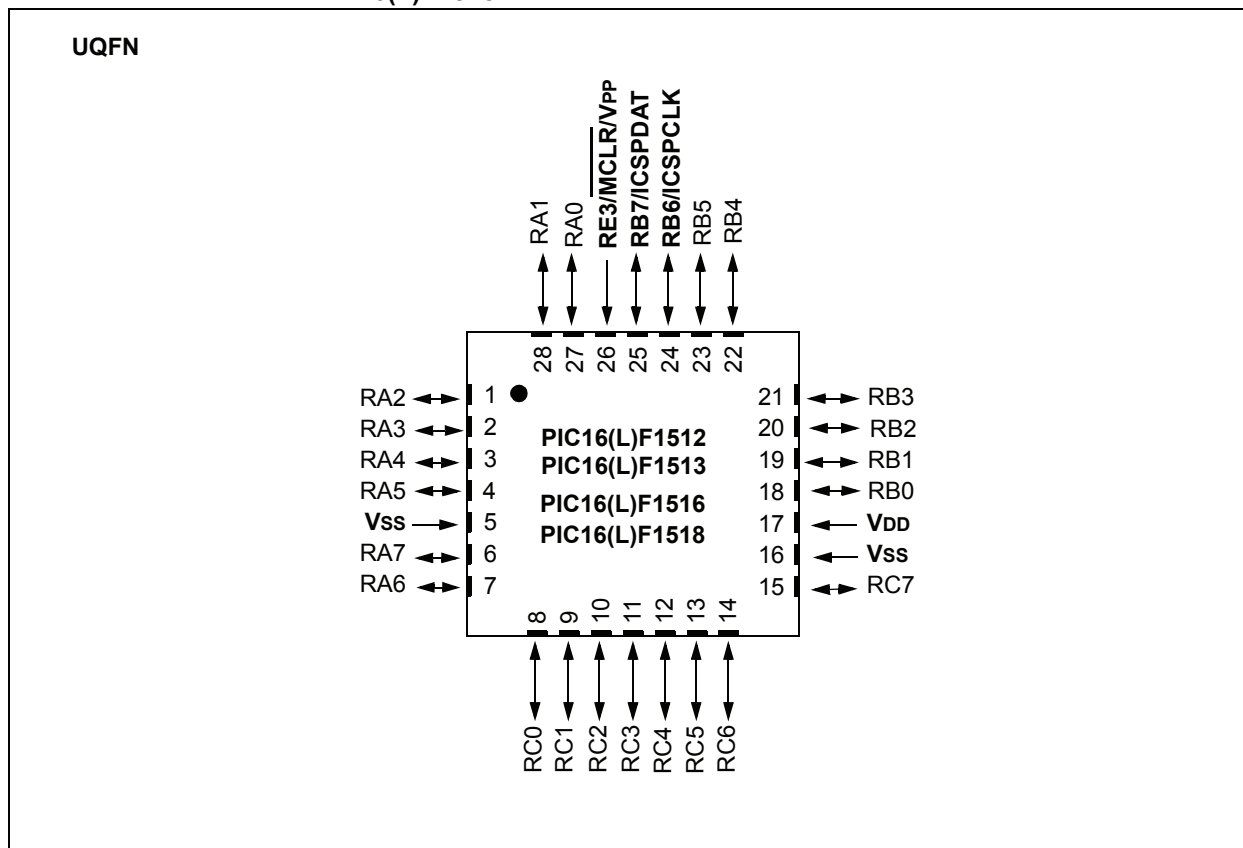 UQFN
RA1
RA0
RE3/MCLR/VPP
RB7/ICSPDAT
RB6/ICSPCLK
RB5
RB4
28
27
26
25
24
23
22
RA2 1
RA3 2
RA4 3
RA5 4
VSS 5
RA7 6
RA6 7
PIC16(L)F1512
PIC16(L)F1513
PIC16(L)F1516
PIC16(L)F1518
21 RB3
20 RB2
19 RB1
18 RB0
17 VDD
16 VSS
15 RC7
8
9
10
11
12
13
14
RC0
RC1
RC2
RC3
RC4
RC5
RC6